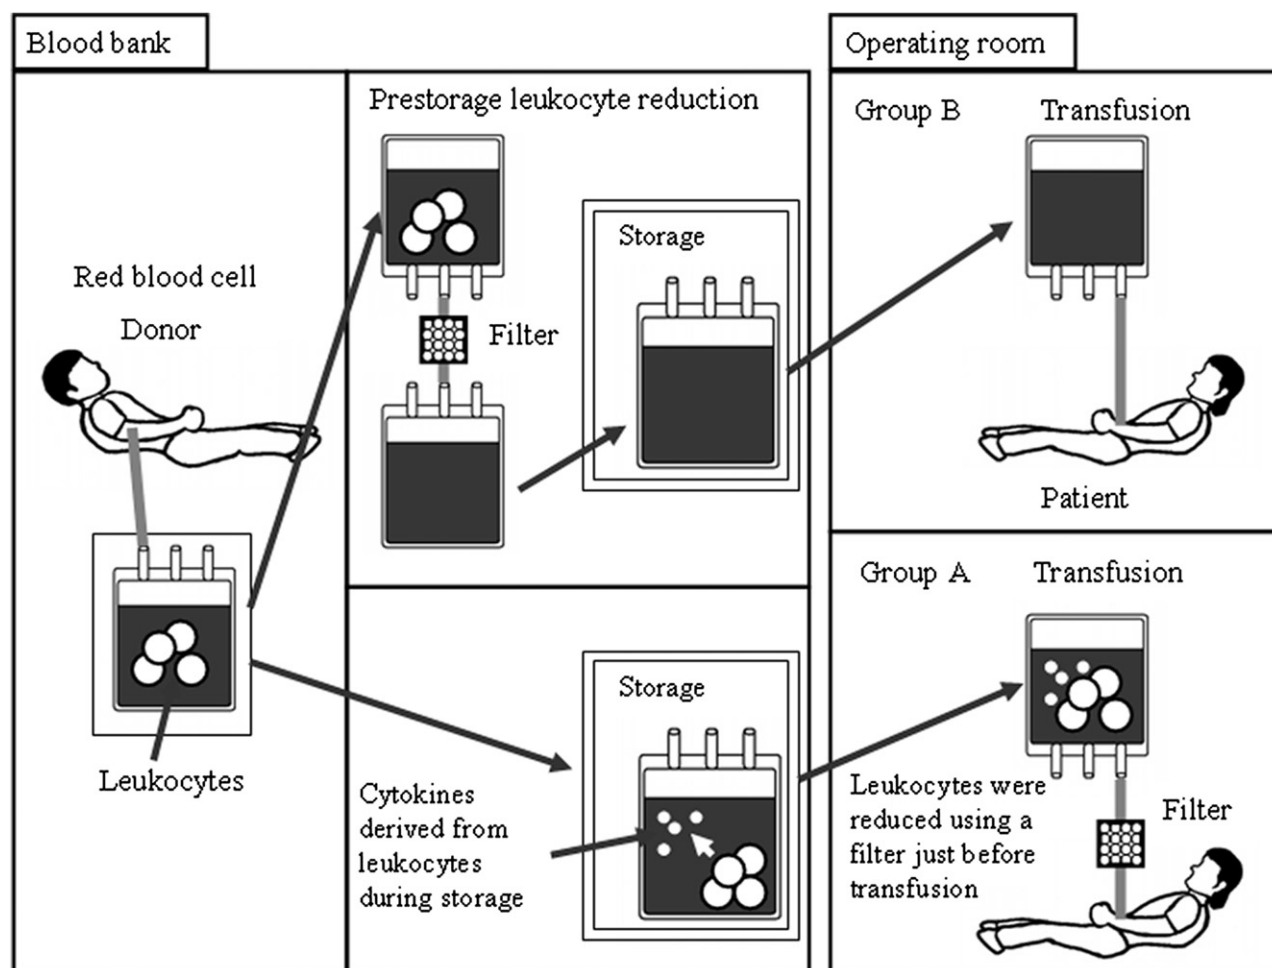 Blood bank
Operating room
Prestorage leukocyte reduction
Group B
Transfusion
Storage
Red blood cell
Donor
Filter
Patient
Group A
Transfusion
Storage
Leukocytes
Cytokines
derived from
leukocytes
during storage
Leukocytes were
reduced using a
filter just before
transfusion
Filter